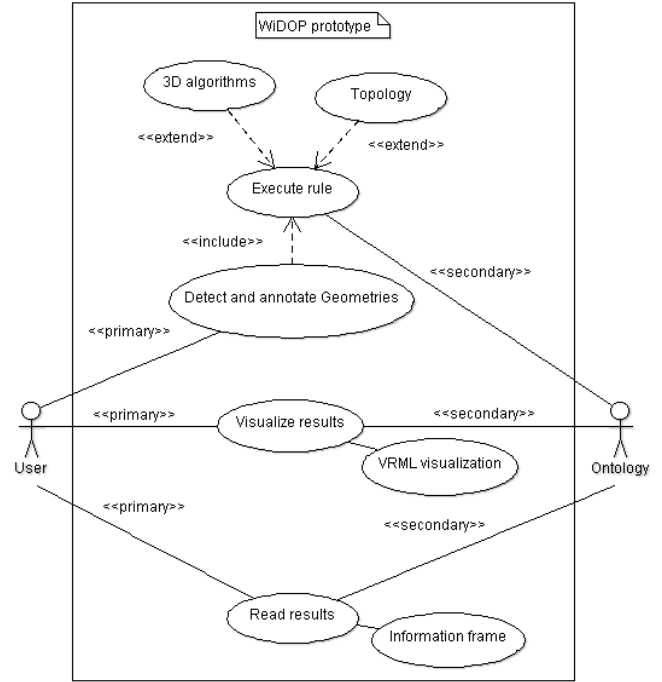 WiDOP prototype
3D algorithms
Topology
<<extend>>
<<extend>>
Execute rule
<<include>>
<<secondary>>
Detect and annotate Geometries
<<primary>>
<<primary>>
Visualize results
<<secondary>>
VRML visualization
User
Ontology
<<primary>>
<<secondary>>
Read results
Information frame